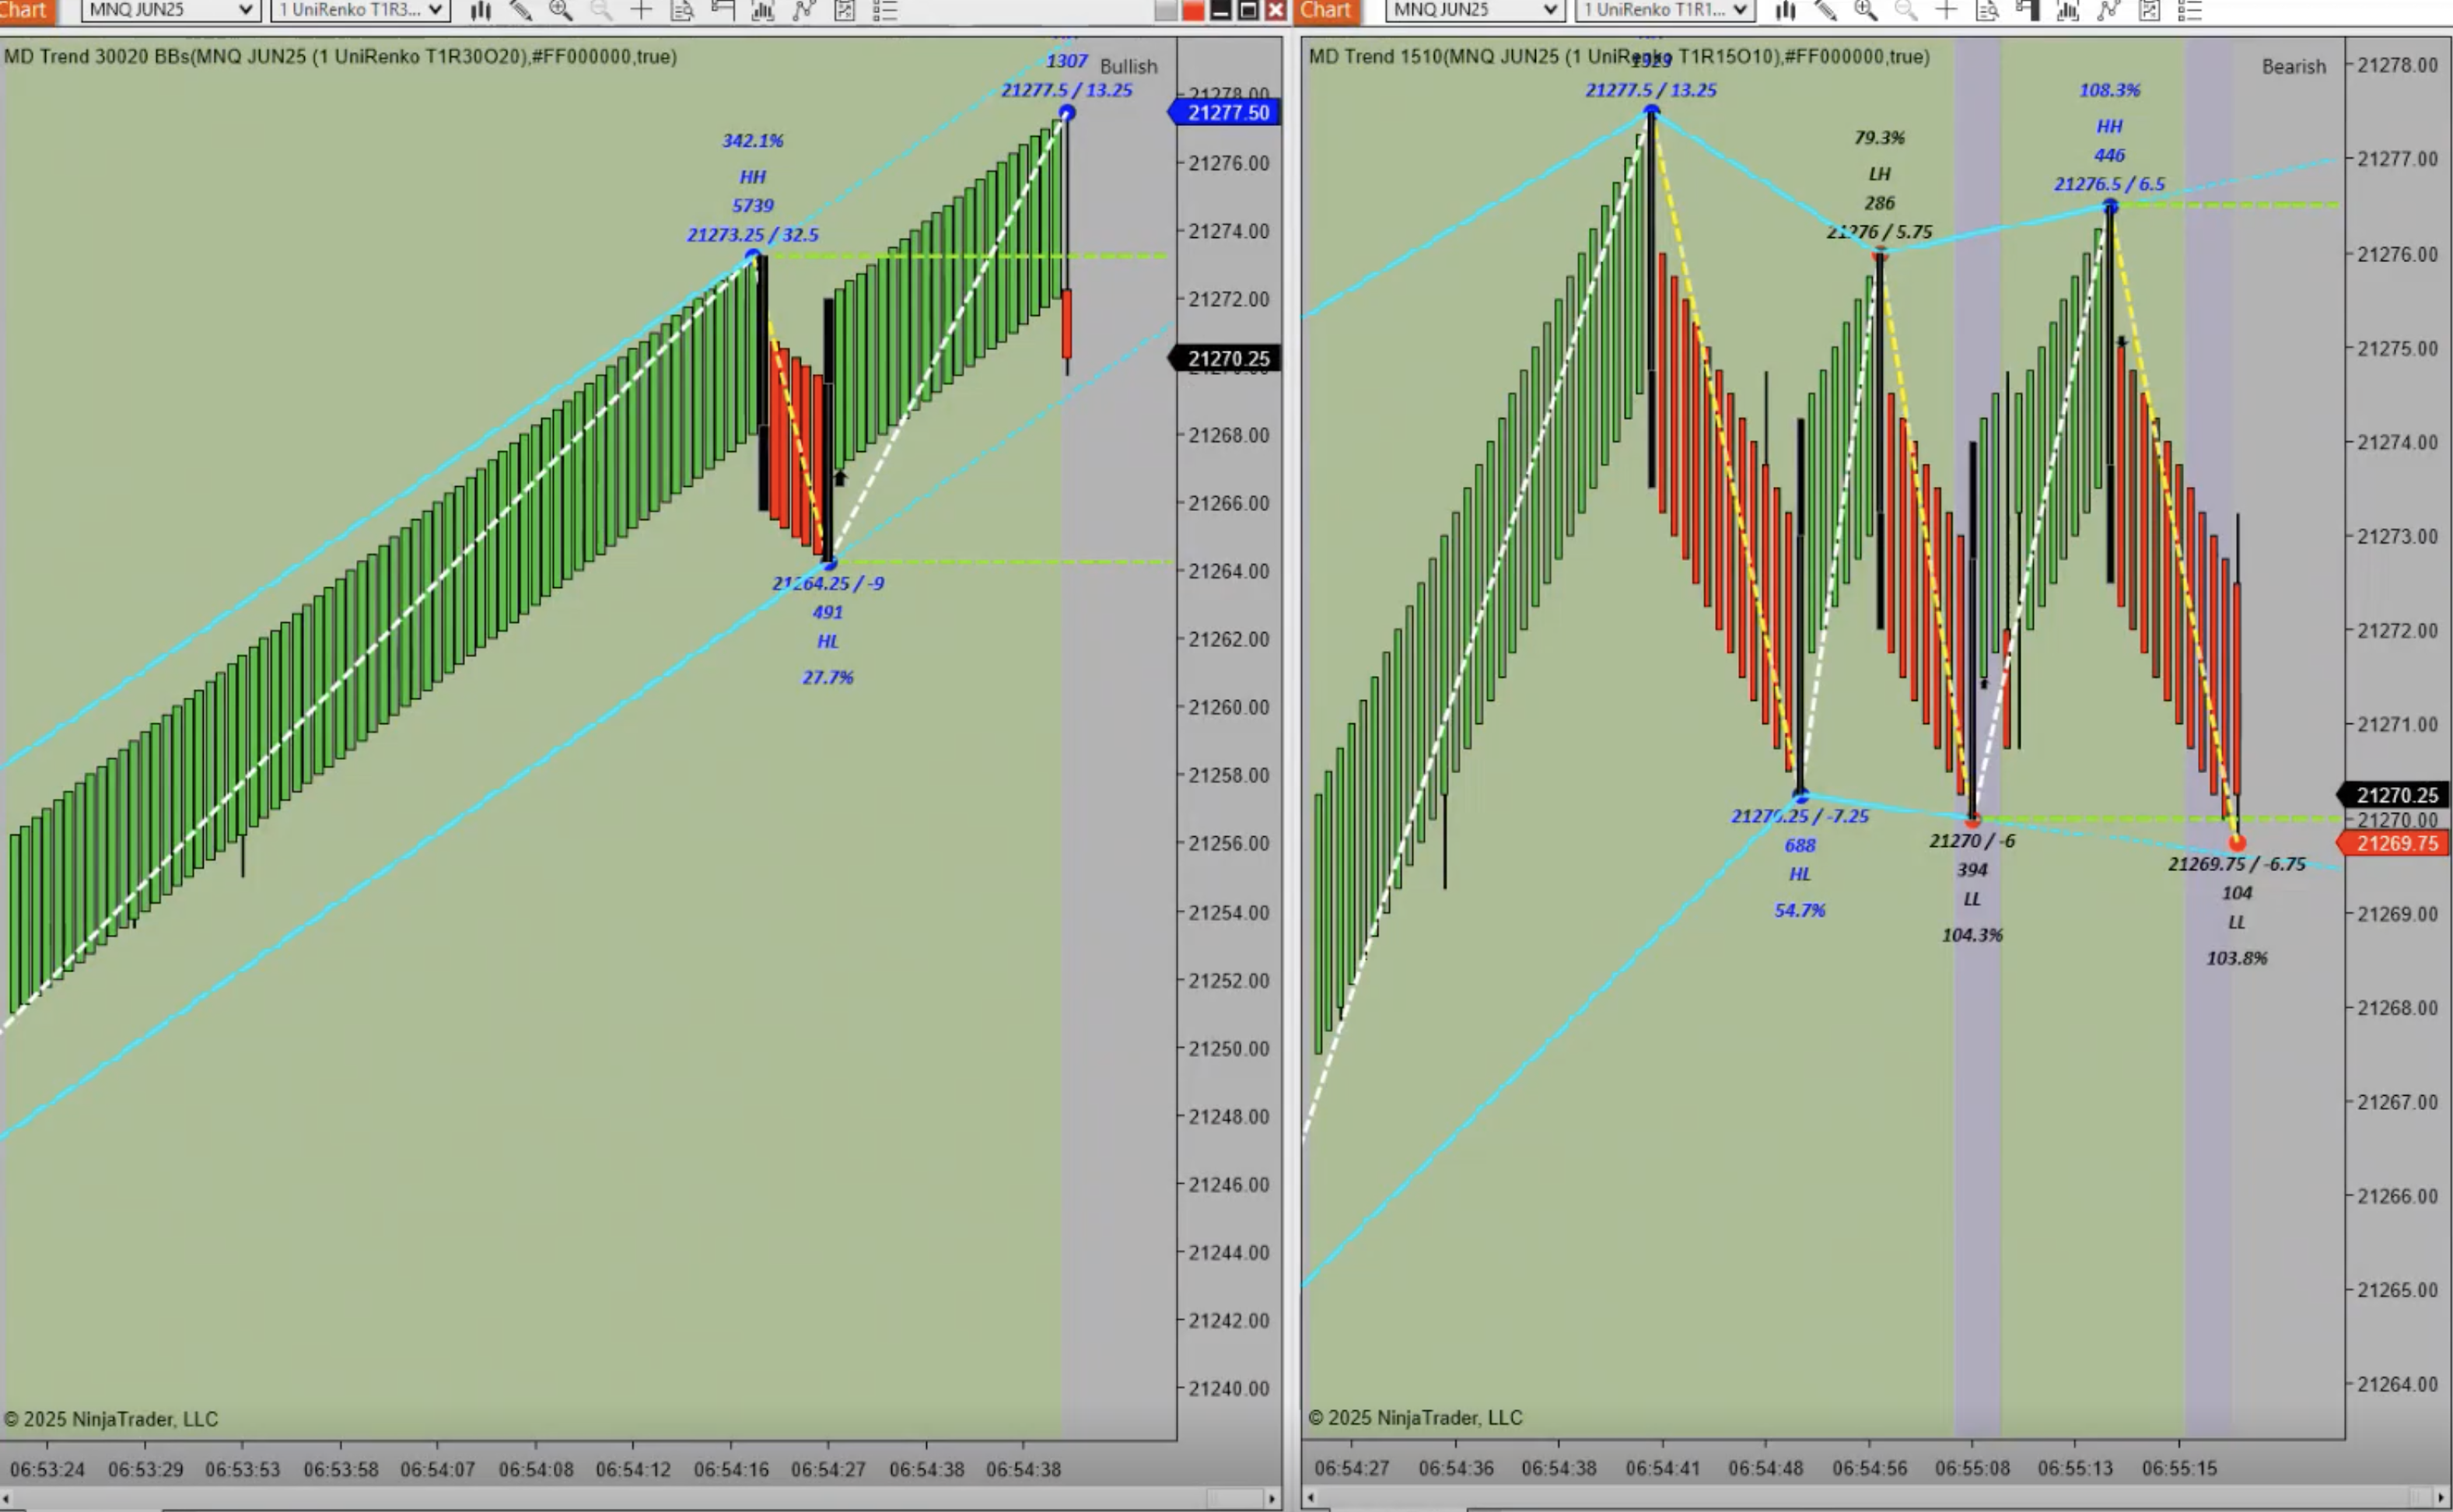 Chart
MNQ JUN25
1 UniRenko T1R3...
MD Trend 30020 BBs(MNQ JUN25 (1 UniRenko T1R30O20),#FF000000,true)
Bullish
1307
21277.5 / 13.25
342.1%
HH
5739
21273.25 / 32.5
21264.25 / -9
491
HL
27.7%
21278.00
21277.50
21276.00
21274.00
21272.00
21270.25
21268.00
21266.00
21264.00
21262.00
21260.00
21258.00
21256.00
21254.00
21252.00
21250.00
21248.00
21246.00
21244.00
21242.00
21240.00
© 2025 NinjaTrader, LLC
06:53:24 06:53:29 06:53:53 06:53:58 06:54:07 06:54:08 06:54:12 06:54:16 06:54:27 06:54:38 06:54:38
Chart
MNQ JUN25
1 UniRenko T1R1...
MD Trend 1510(MNQ JUN25 (1 UniRenko T1R15O10),#FF000000,true)
Bearish
1929
21277.5 / 13.25
79.3%
LH
286
21276 / 5.75
108.3%
HH
446
21276.5 / 6.5
21270.25 / -7.25
688
HL
54.7%
21270 / -6
394
LL
104.3%
21269.75 / -6.75
104
LL
103.8%
21278.00
21277.00
21276.00
21275.00
21274.00
21273.00
21272.00
21271.00
21270.25
21270.00
21269.75
21269.00
21268.00
21267.00
21266.00
21265.00
21264.00
© 2025 NinjaTrader, LLC
06:54:27 06:54:36 06:54:38 06:54:41 06:54:48 06:54:56 06:55:08 06:55:13 06:55:15